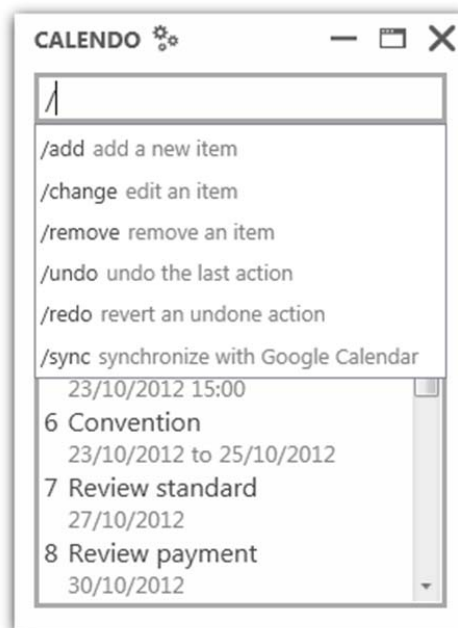 CALENDO
/
/add add a new item
/change edit an item
/remove remove an item
/undo undo the last action
/redo revert an undone action
/sync synchronize with Google Calendar
23/10/2012 15:00
6 Convention
23/10/2012 to 25/10/2012
7 Review standard
27/10/2012
8 Review payment
30/10/2012